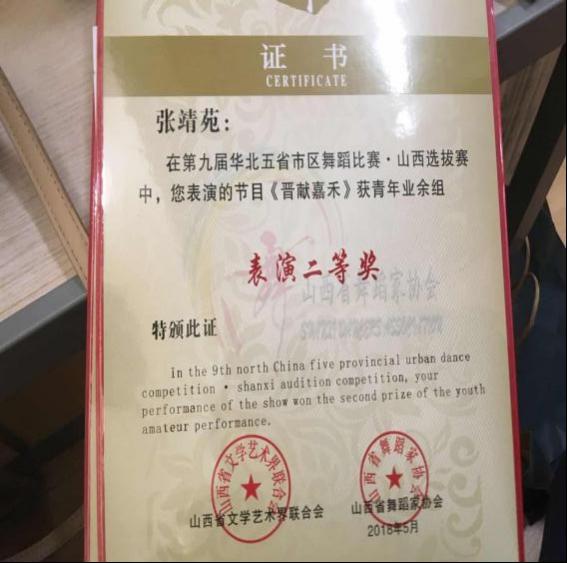 证书
CERTIFICATE
张靖苑：
在第九届华北五省市区舞蹈比赛·山西选拔赛
中，您表演的节目《晋献嘉禾》获青年业余组
表演二等奖
山西省舞蹈家协会
特颁此证
In the 9th north China five provincial urban dance
competition · shanxi audition competition, your
performance of the show won the second prize of the youth
amateur performance.
山西省文学艺术界联合会
山西省舞蹈家协会
山西省文学艺术界联合会
山西省舞蹈家协会
2018年5月